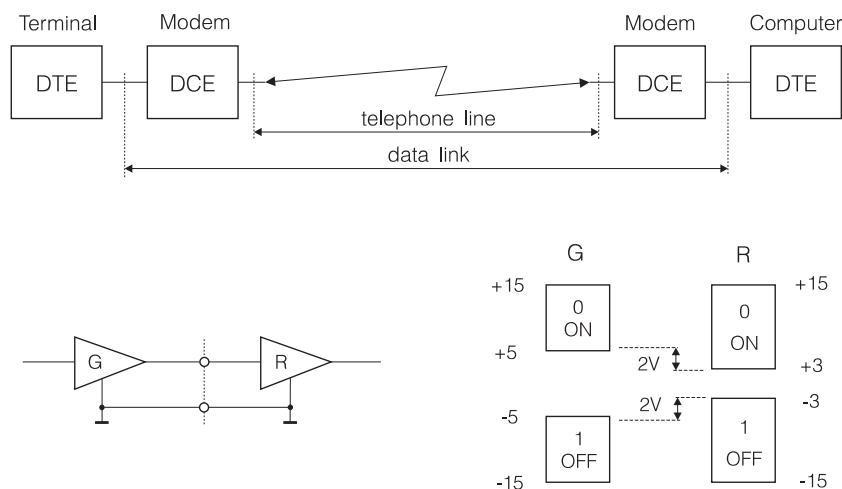 Terminal Modem Modem Computer
DTE DCE DCE DTE
telephone line
data link
G R
+15 +15
0 0
ON ON
+5 2V +3
G R
-5 2V -3
1 1
OFF OFF
-15 -15